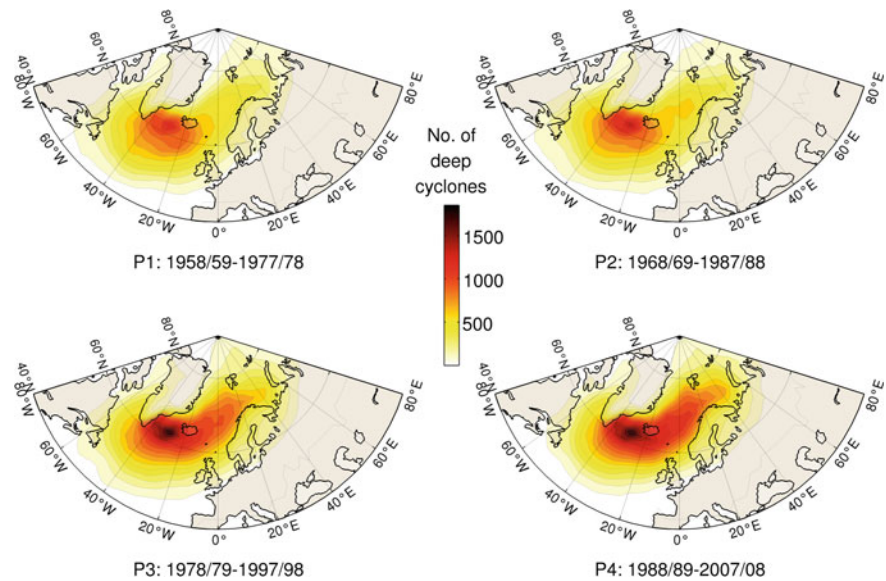 80°N
60°N
40°N
80°W
60°W
40°W
20°W
0°
20°E
40°E
60°E
80°E
P1: 1958/59-1977/78
80°N
60°N
40°N
80°W
60°W
40°W
20°W
0°
20°E
40°E
60°E
80°E
P2: 1968/69-1987/88
No. of
deep
cyclones
1500
1000
500
80°N
60°N
40°N
80°W
60°W
40°W
20°W
0°
20°E
40°E
60°E
80°E
P3: 1978/79-1997/98
80°N
60°N
40°N
80°W
60°W
40°W
20°W
0°
20°E
40°E
60°E
80°E
P4: 1988/89-2007/08